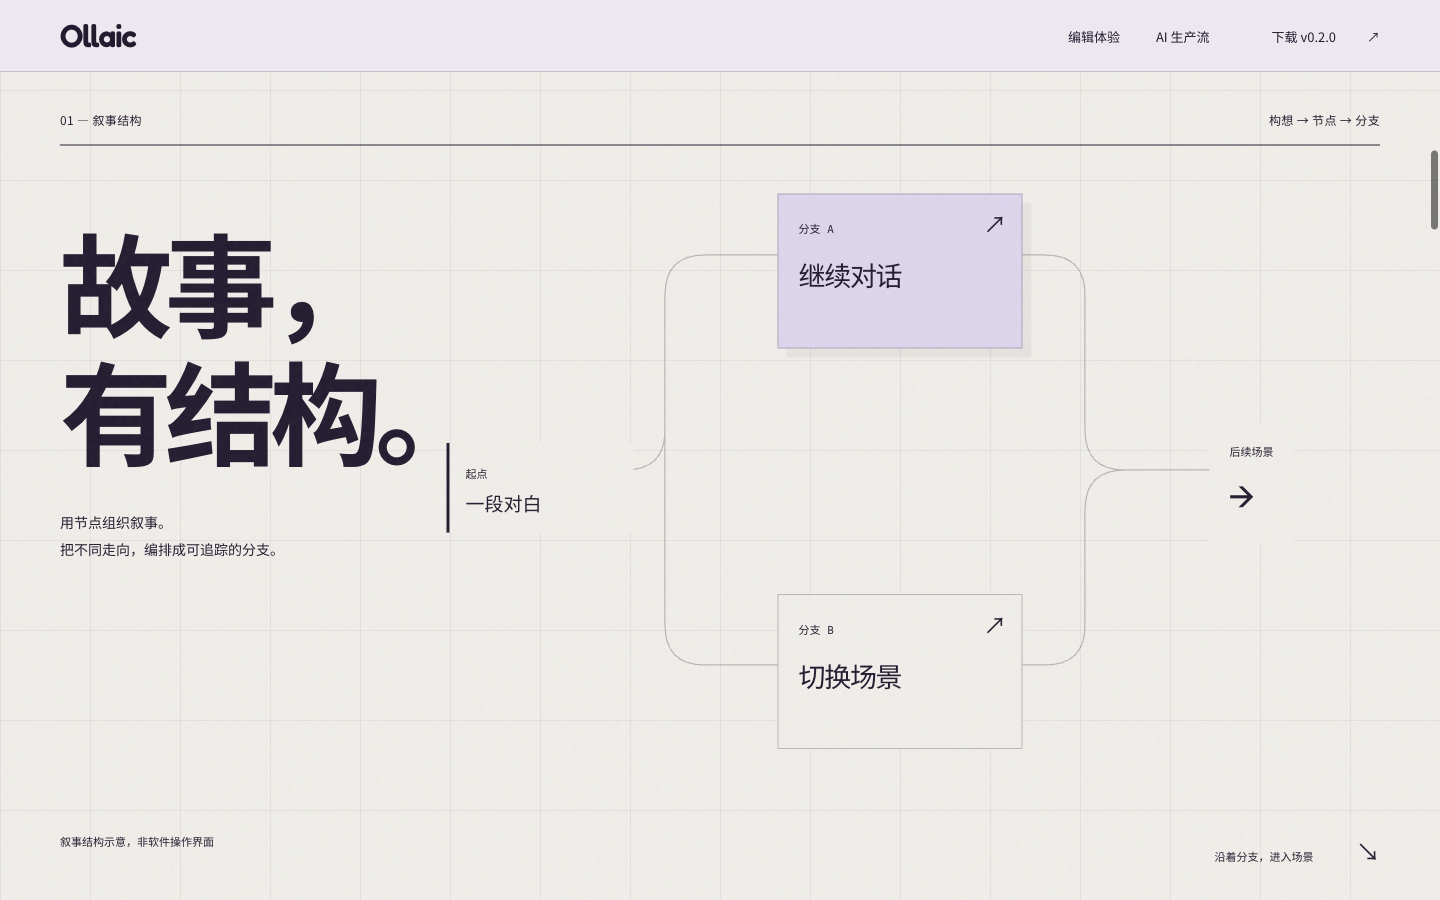 Ollaic
编辑体验
AI 生产流
下载 v0.2.0 ↗
01 — 叙事结构
构想 → 节点 → 分支
故事，
有结构。
用节点组织叙事。
把不同走向，编排成可追踪的分支。
起点
一段对白
分支 A ↗
继续对话
分支 B ↗
切换场景
后续场景
→
叙事结构示意，非软件操作界面
沿着分支，进入场景 ↘